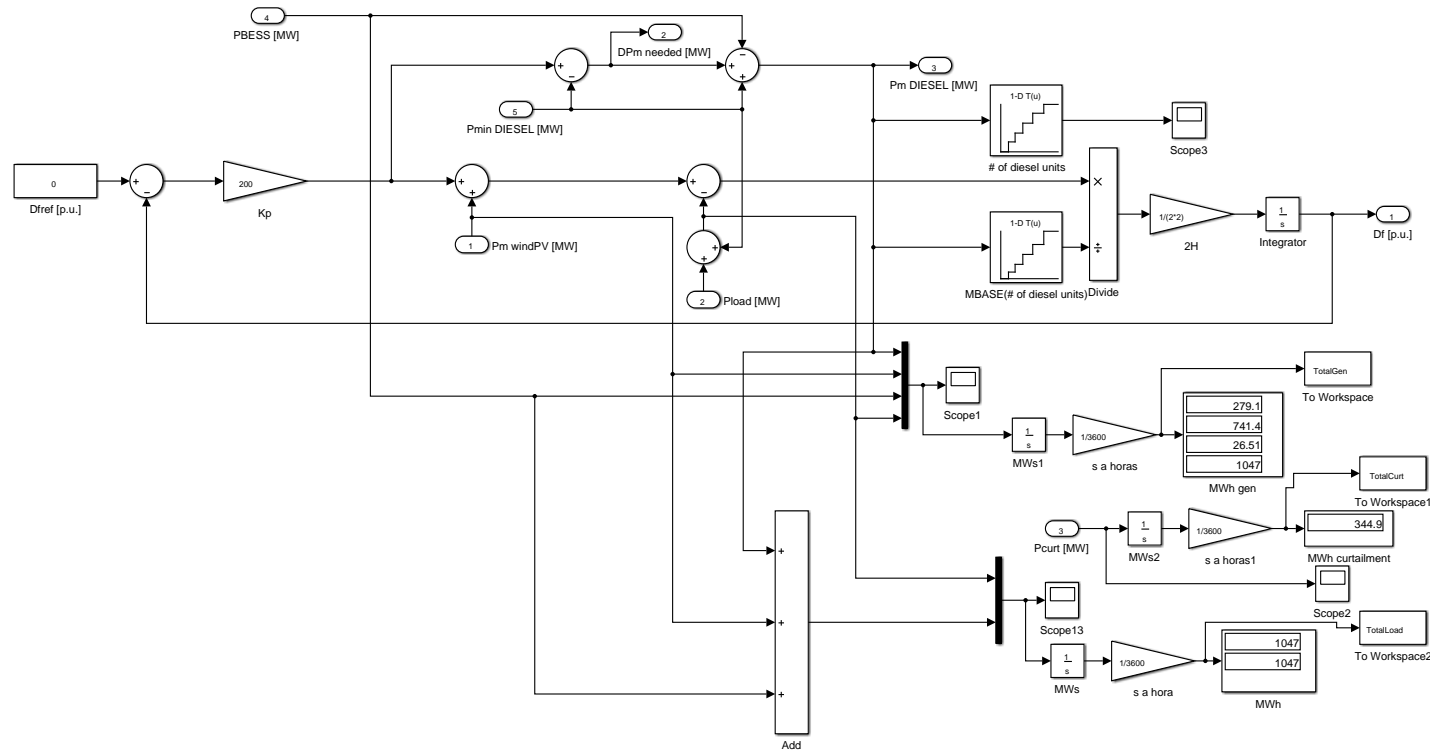 4
PBESS [MW]
2
DPm needed [MW]
−
+
−
+
+
3
Pm DIESEL [MW]
5
Pmin DIESEL [MW]
1-D T(u)
# of diesel units
Scope3
0
Dfref [p.u.]
+
−
200
Kp
+
+
1
Pm windPV [MW]
+
−
+
+
2
Pload [MW]
1-D T(u)
MBASE(# of diesel units)
×
÷
Divide
1/(2*2)
2H
1
s
Integrator
1
Df [p.u.]
Scope1
1
s
MWs1
1/3600
s a horas
TotalGen
To Workspace
279.1
741.4
26.51
1047
MWh gen
3
Pcurt [MW]
1
s
MWs2
1/3600
s a horas1
TotalCurt
To Workspace1
344.9
MWh curtailment
Scope2
+
+
+
Add
Scope13
1
s
MWs
1/3600
s a hora
TotalLoad
To Workspace2
1047
1047
MWh